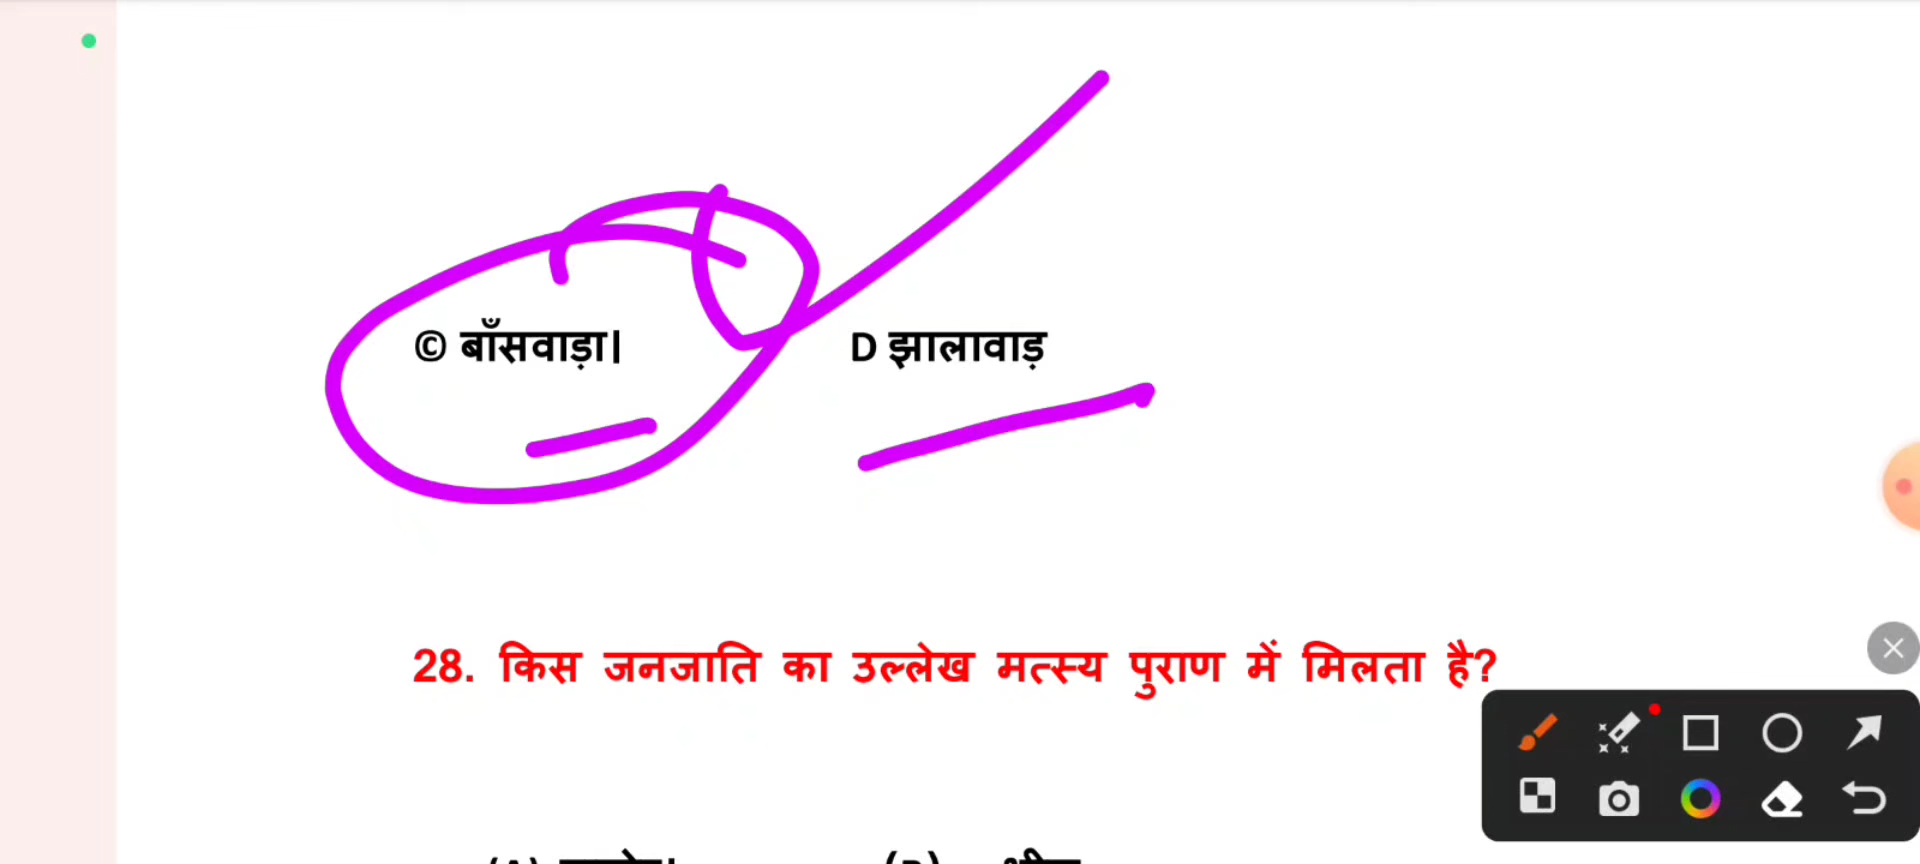 © बाँसवाड़ा। D झालावाड़
28. किस जनजाति का उल्लेख मत्स्य पुराण में मिलता है?